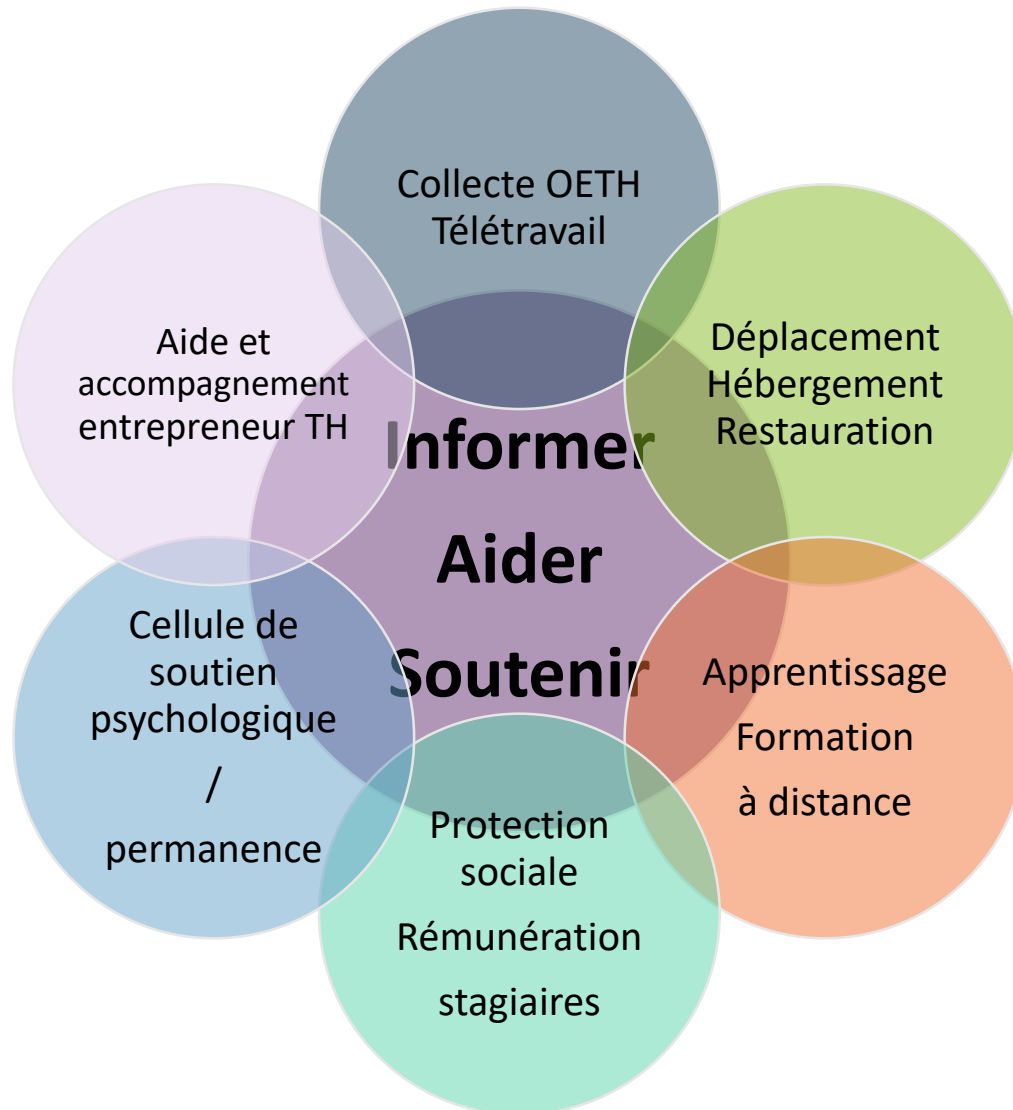 Collecte OETH
Télétravail
Déplacement
Hébergement
Restauration
Apprentissage
Formation
à distance
Protection
sociale
Rémunération
stagiaires
Cellule de
soutien
psychologique
/
permanence
Aide et
accompagnement
entrepreneur TH
Informer
Aider
Soutenir